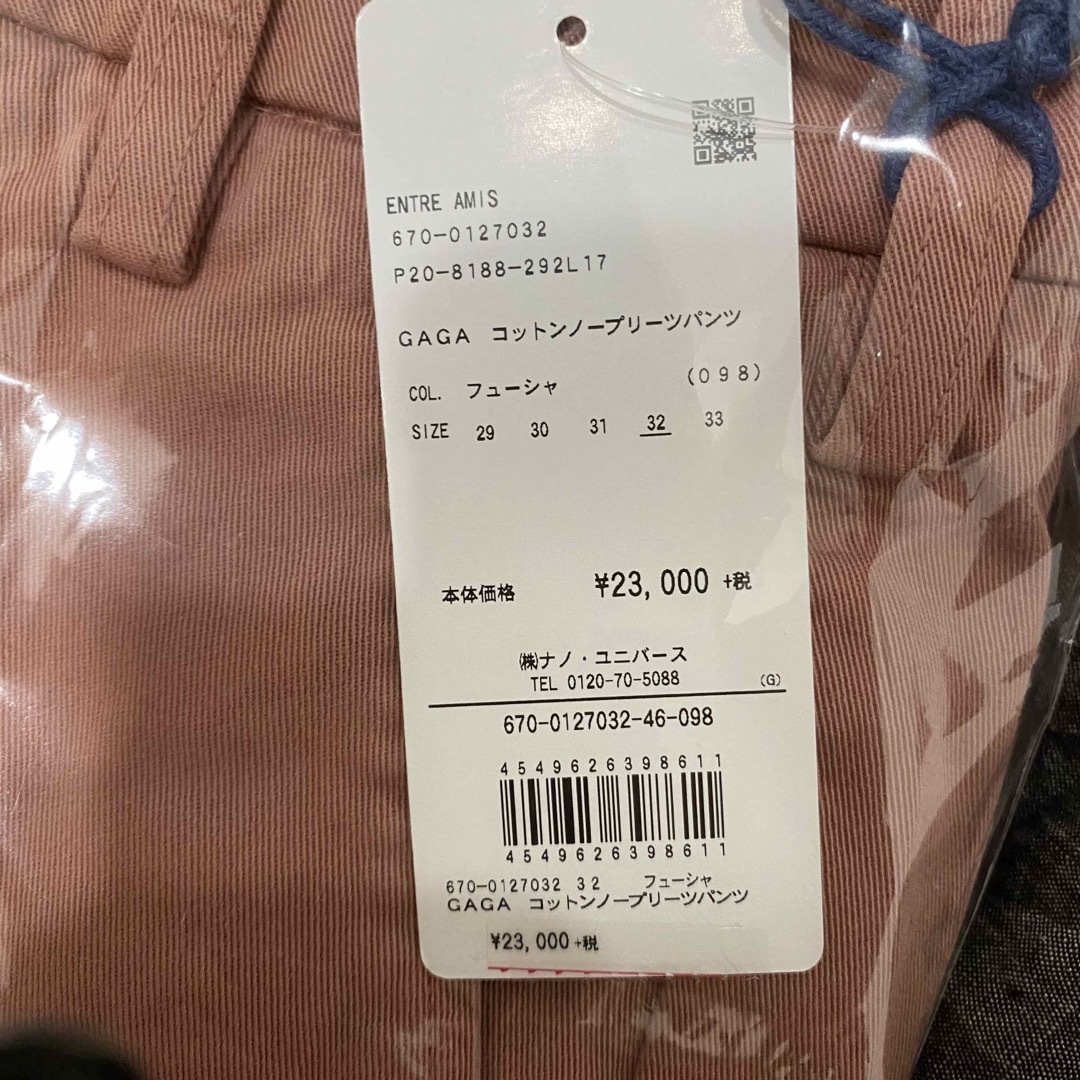 ENTRE AMIS
670-0127032
P20-8188-292L17
GAGA コットンノープリーツパンツ
COL. フューシャ (098)
SIZE 29 30 31 32 33
本体価格 ¥23,000 +税
㈱ナノ・ユニバース
TEL 0120-70-5088 (G)
670-0127032-46-098
4549626398611
4549626398611
670-0127032 32 フューシャ
GAGA コットンノープリーツパンツ
¥23,000 +税